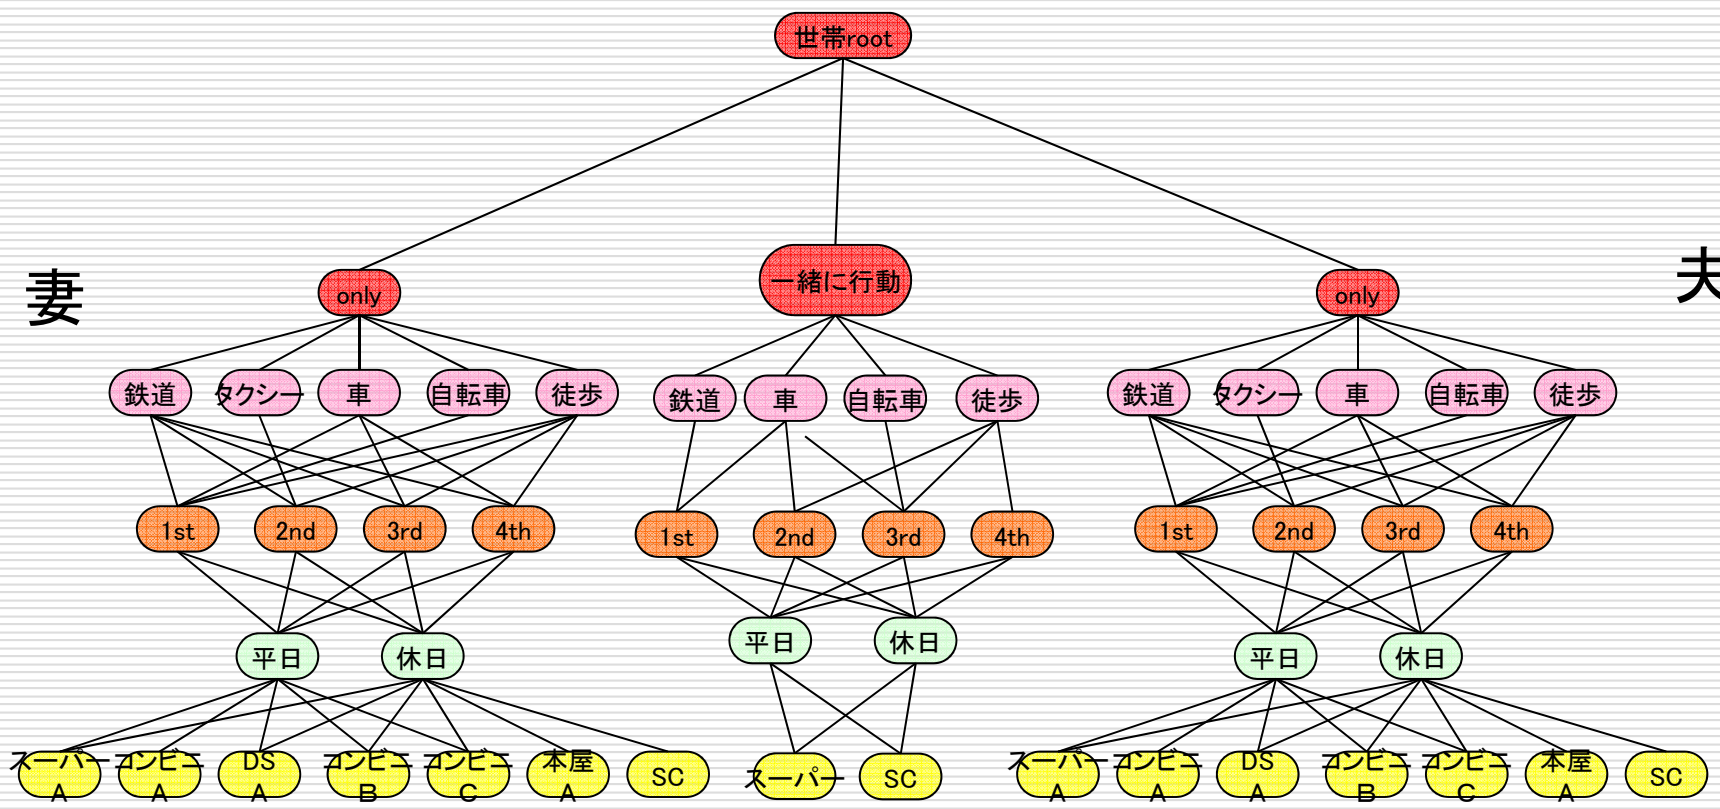 世帯root
妻
only
一緒に行動
only
夫
鉄道
タクシー
車
自転車
徒歩
鉄道
車
自転車
徒歩
鉄道
タクシー
車
自転車
徒歩
1st
2nd
3rd
4th
1st
2nd
3rd
4th
1st
2nd
3rd
4th
平日
休日
平日
休日
平日
休日
スーパー
A
コンビニ
A
DS
A
コンビニ
B
コンビニ
C
本屋
A
SC
スーパー
SC
スーパー
A
コンビニ
A
DS
A
コンビニ
B
コンビニ
C
本屋
A
SC